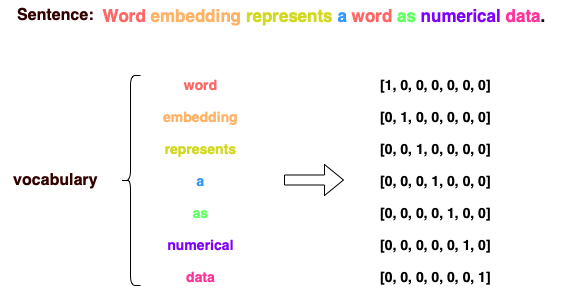 Sentence: Word embedding represents a word as numerical data.
word [1, 0, 0, 0, 0, 0, 0]
embedding [0, 1, 0, 0, 0, 0, 0]
represents [0, 0, 1, 0, 0, 0, 0]
vocabulary a [0, 0, 0, 1, 0, 0, 0]
as [0, 0, 0, 0, 1, 0, 0]
numerical [0, 0, 0, 0, 0, 1, 0]
data [0, 0, 0, 0, 0, 0, 1]